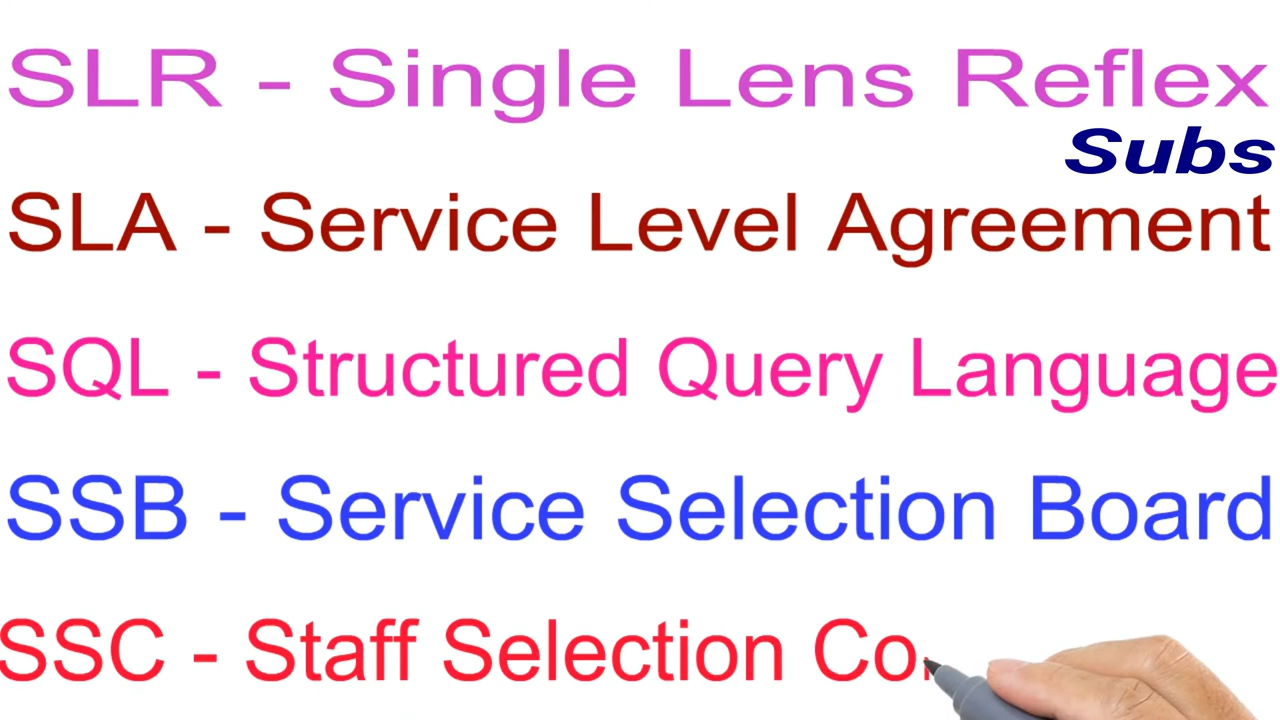 SLR - Single Lens Reflex
Subs
SLA - Service Level Agreement
SQL - Structured Query Language
SSB - Service Selection Board
SSC - Staff Selection Co